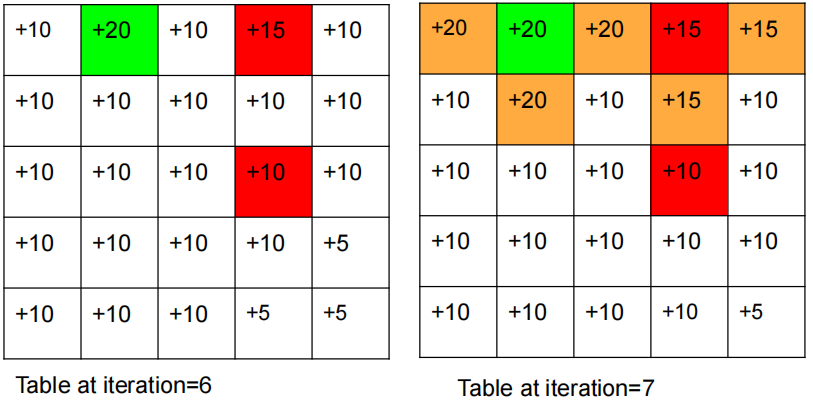 +10 +20 +10 +15 +10
+10 +10 +10 +10 +10
+10 +10 +10 +10 +10
+10 +10 +10 +10 +5
+10 +10 +10 +5 +5
Table at iteration=6
+20 +20 +20 +15 +15
+10 +20 +10 +15 +10
+10 +10 +10 +10 +10
+10 +10 +10 +10 +10
+10 +10 +10 +10 +5
Table at iteration=7